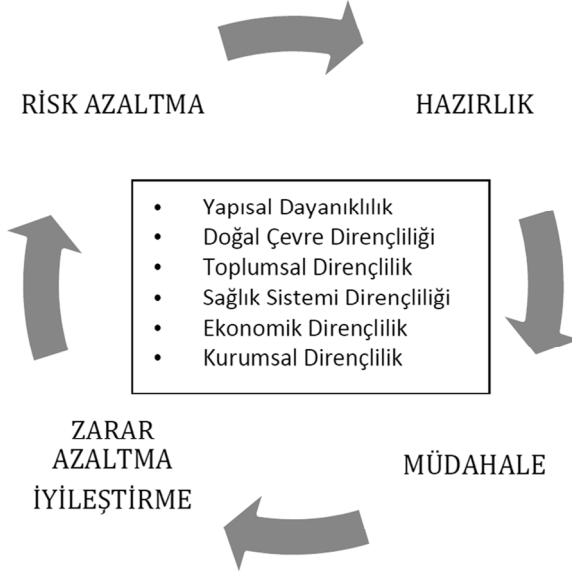 RİSK AZALTMA
HAZIRLIK
• Yapısal Dayanıklılık
• Doğal Çevre Dirençliliği
• Toplumsal Dirençlilik
• Sağlık Sistemi Dirençliliği
• Ekonomik Dirençlilik
• Kurumsal Dirençlilik
ZARAR
AZALTMA
İYİLEŞTİRME
MÜDAHALE